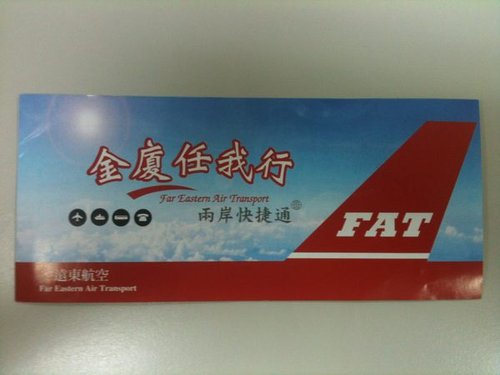 金廈任我行
Far Eastern Air Transport
兩岸快捷通®
FAT
遠東航空
Far Eastern Air Transport